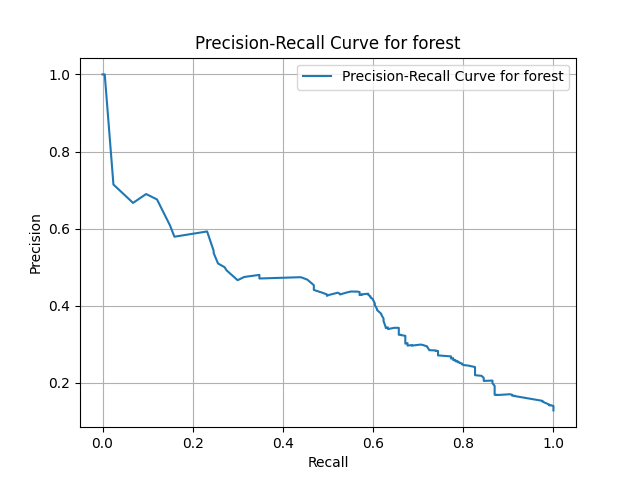 Precision-Recall Curve for forest
Precision-Recall Curve for forest
1.0
0.8
0.6
0.4
0.2
Precision
0.0 0.2 0.4 0.6 0.8 1.0
Recall